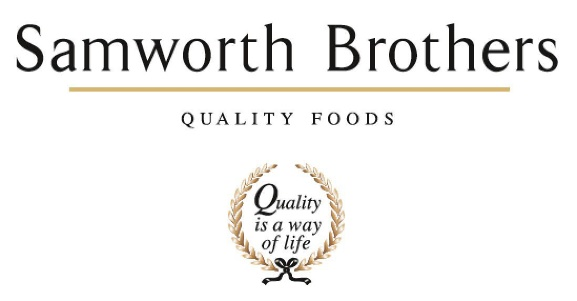 Samworth Brothers
QUALITY FOODS
Quality
is a way
of life